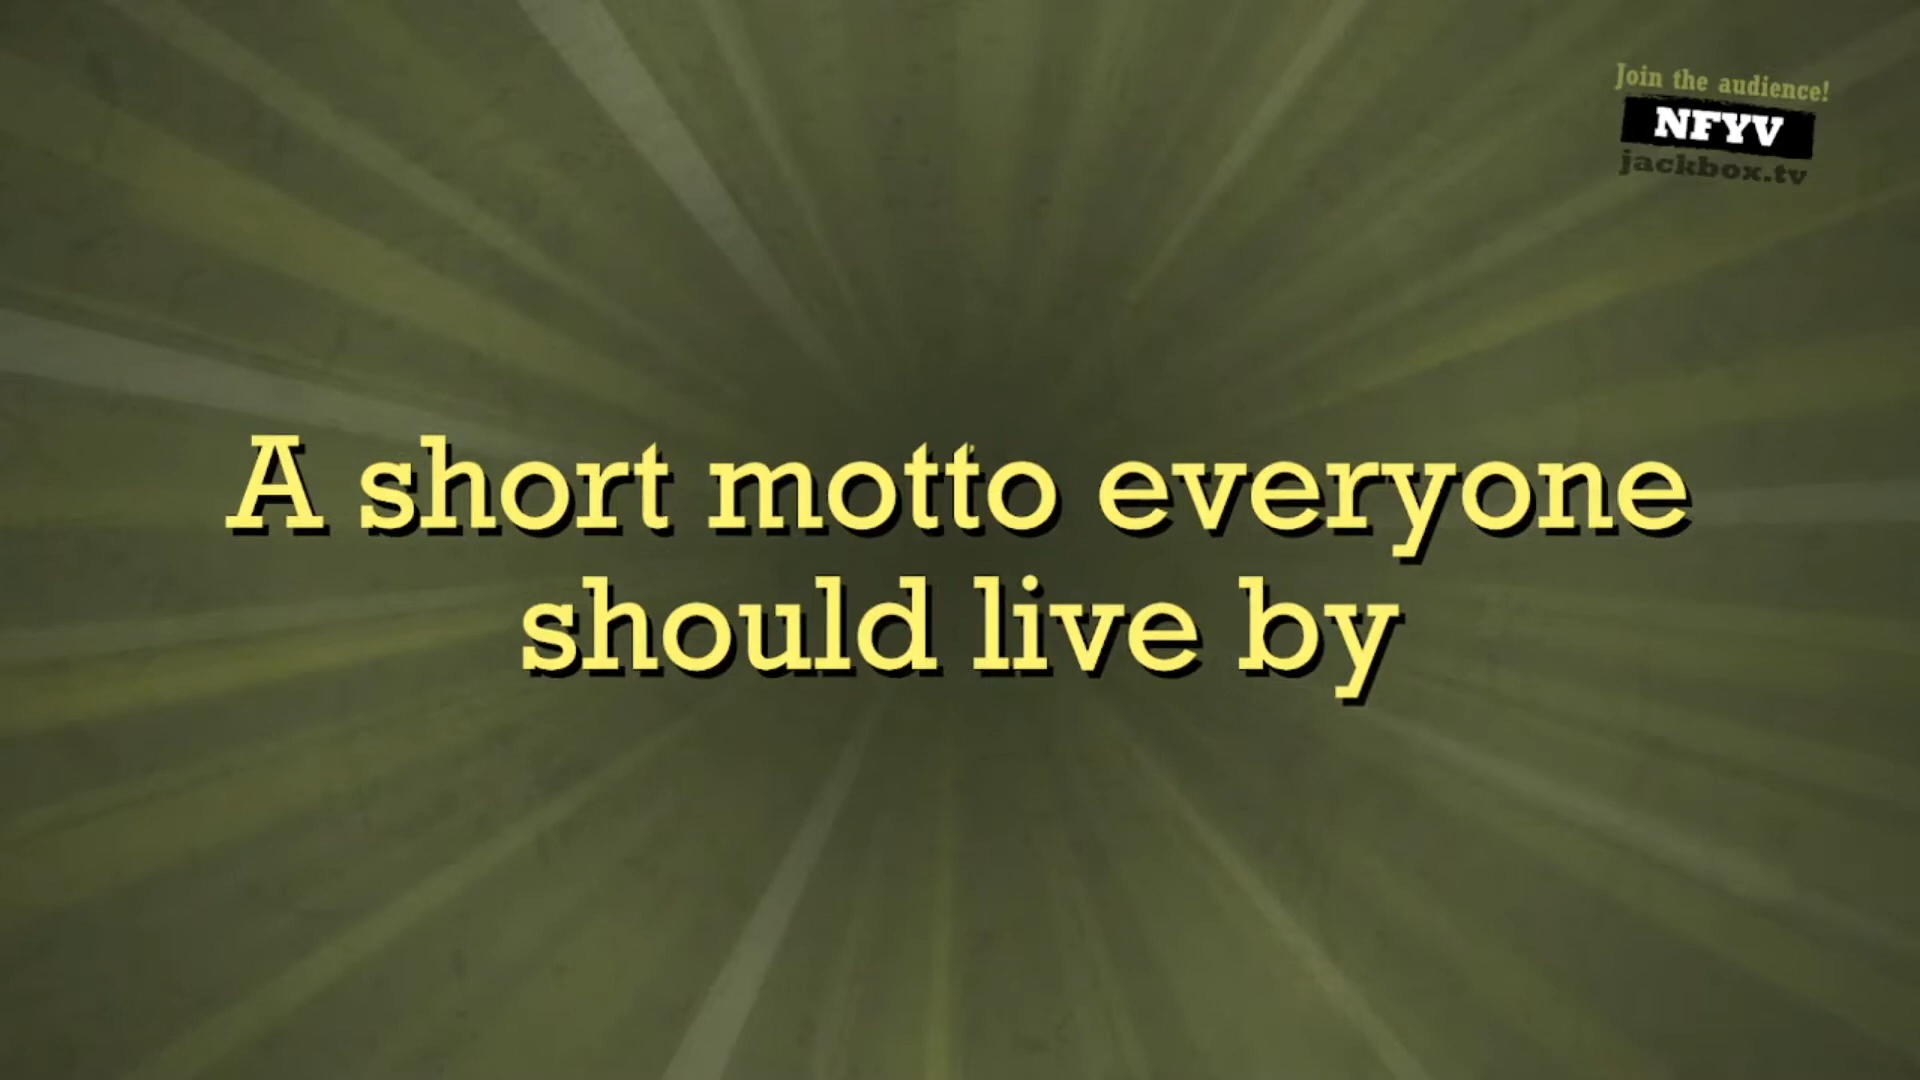 Join the audience!
NFYV
jackbox.tv
A short motto everyone
should live by